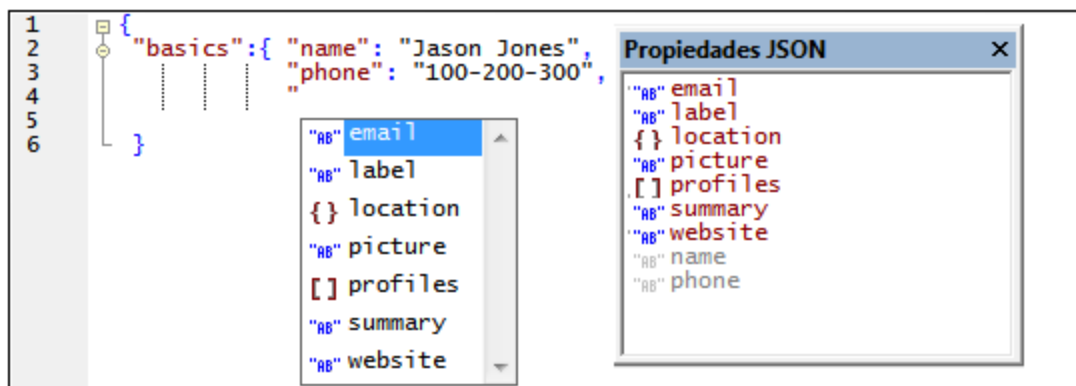 1 {
2 "basics":{ "name": "Jason Jones",
3 "phone": "100-200-300",
4 "
5
6 }
"AB" email
"AB" label
{} location
"AB" picture
[] profiles
"AB" summary
"AB" website
Propiedades JSON ×
"AB" email
"AB" label
{} location
"AB" picture
[] profiles
"AB" summary
"AB" website
"AB" name
"AB" phone